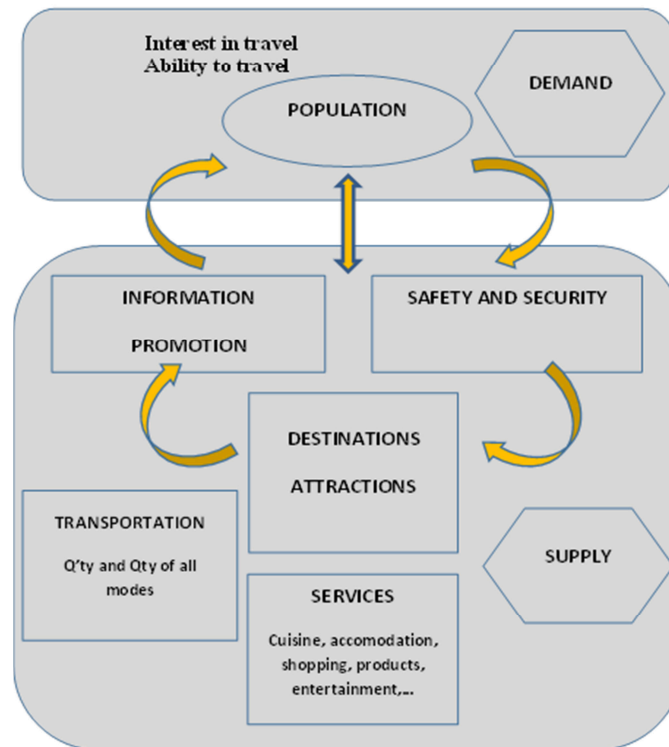 Interest in travel
Ability to travel
POPULATION
DEMAND
INFORMATION
PROMOTION
SAFETY AND SECURITY
DESTINATIONS
ATTRACTIONS
TRANSPORTATION
Q'ty and Qty of all
modes
SUPPLY
SERVICES
Cuisine, accomodation,
shopping, products,
entertainment,...